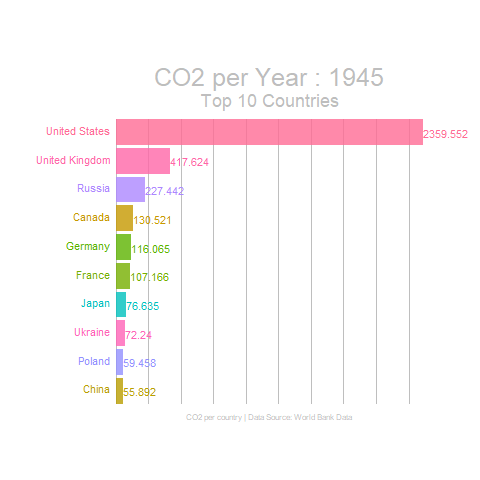 CO2 per Year : 1945
Top 10 Countries
United States 2359.552
United Kingdom 417.624
Russia 227.442
Canada 130.521
Germany 116.065
France 107.166
Japan 76.635
Ukraine 72.24
Poland 59.458
China 55.892
CO2 per country | Data Source: World Bank Data